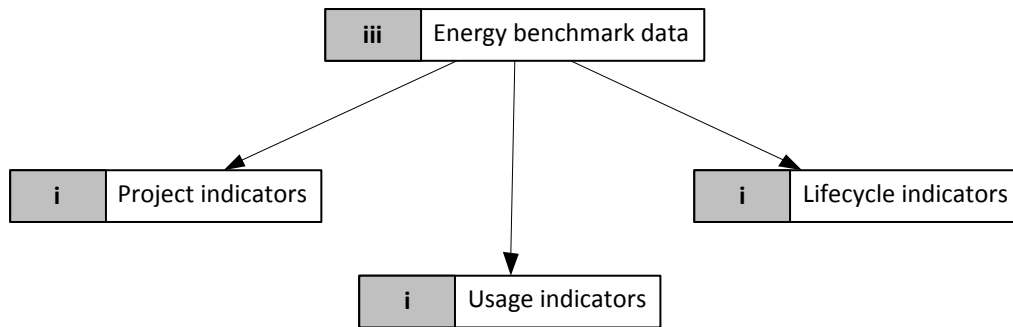 iii Energy benchmark data
i Project indicators
i Lifecycle indicators
i Usage indicators